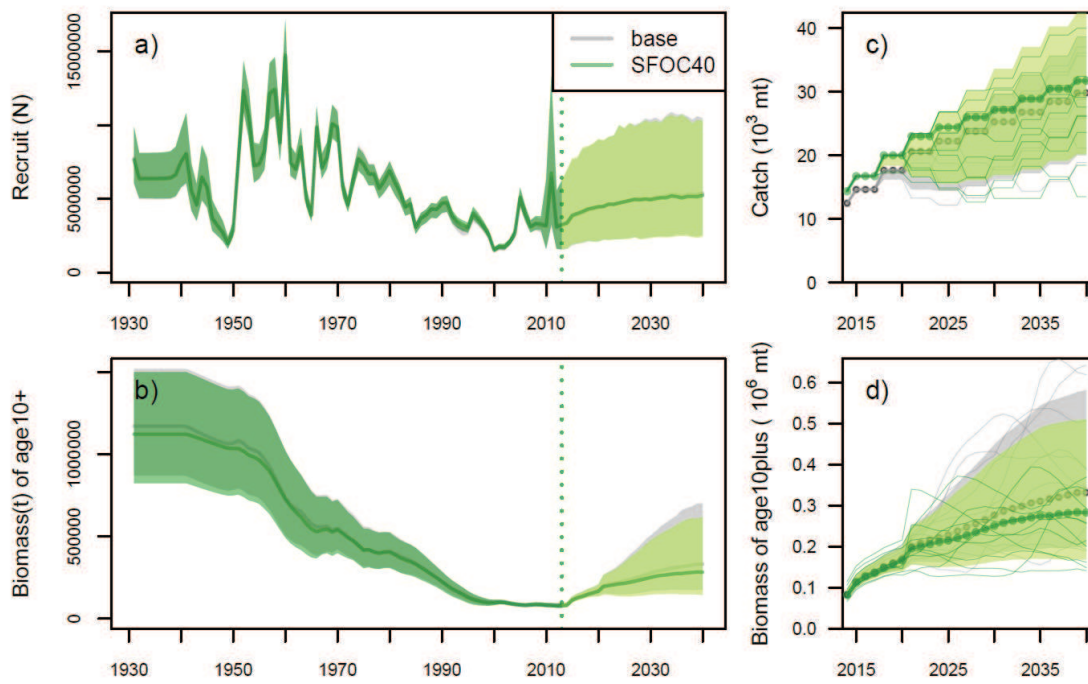 a)
base
SFOC40
Recruit (N)
0 5000000 15000000
1930 1950 1970 1990 2010 2030
c)
Catch (10³ mt)
0 10 20 30 40
2015 2025 2035
b)
Biomass(t) of age10+
0 500000 1000000
1930 1950 1970 1990 2010 2030
d)
Biomass of age10plus ( 10⁶ mt)
0.0 0.1 0.2 0.3 0.4 0.5 0.6
2015 2025 2035